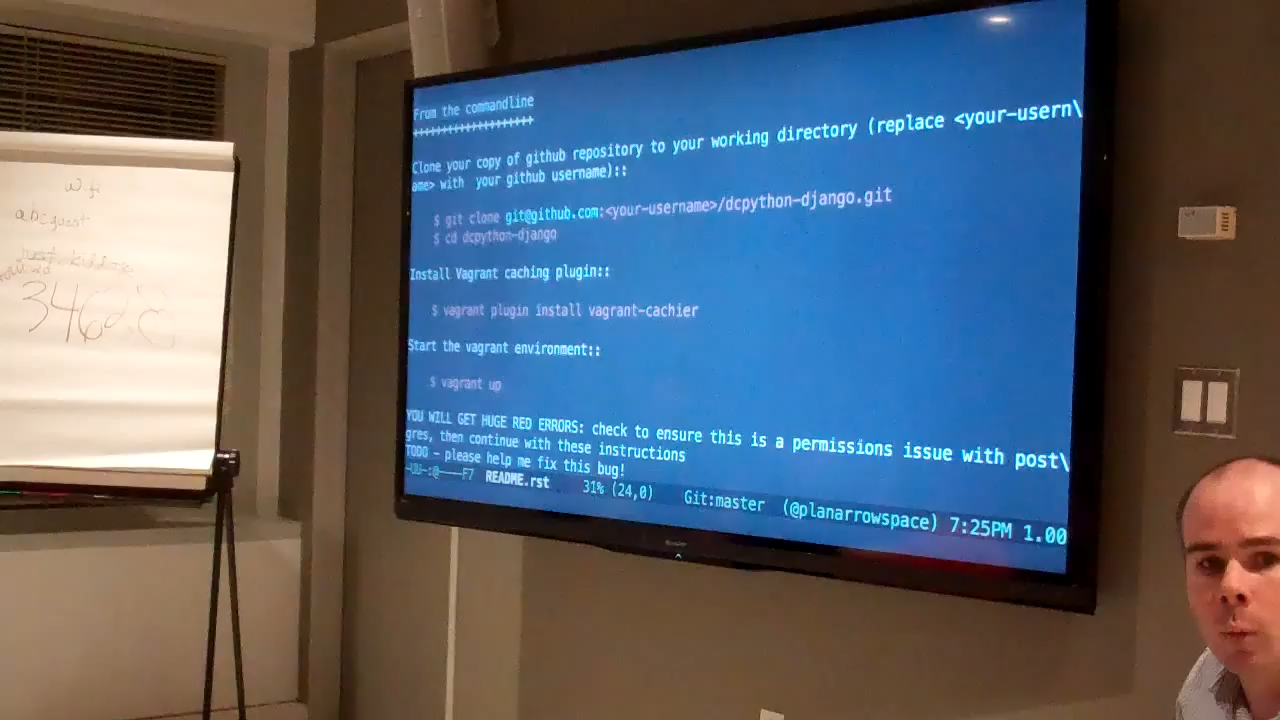 Wifi
abcguest
346
From the commandline
+++++++++++++++++++
Clone your copy of github repository to your working directory (replace <your-usern\
ame> with  your github username)::
$ git clone git@github.com:<your-username>/dcpython-django.git
$ cd dcpython-django
Install Vagrant caching plugin::
$ vagrant plugin install vagrant-cachier
Start the vagrant environment::
$ vagrant up
YOU WILL GET HUGE RED ERRORS: check to ensure this is a permissions issue with post\
gres, then continue with these instructions
TODO - please help me fix this bug!
-UU-:@----F7  README.rst     31% (24,0)    Git:master  (@planarrowspace) 7:25PM 1.00